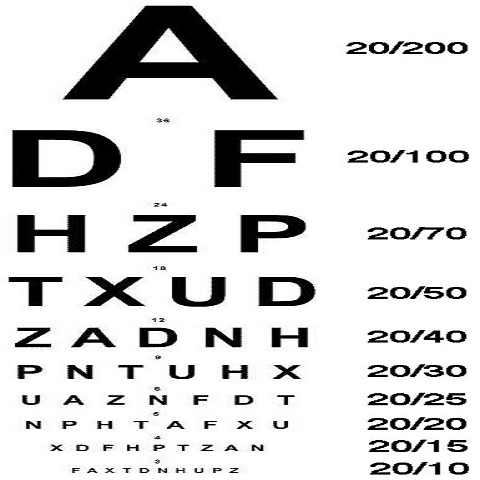 A 20/200
36
D F 20/100
24
H Z P 20/70
18
T X U D 20/50
12
Z A D N H 20/40
9
P N T U H X 20/30
6
U A Z N F D T 20/25
5
N P H T A F X U 20/20
4
X D F H P T Z A N 20/15
3
F A X T D N H U P Z 20/10